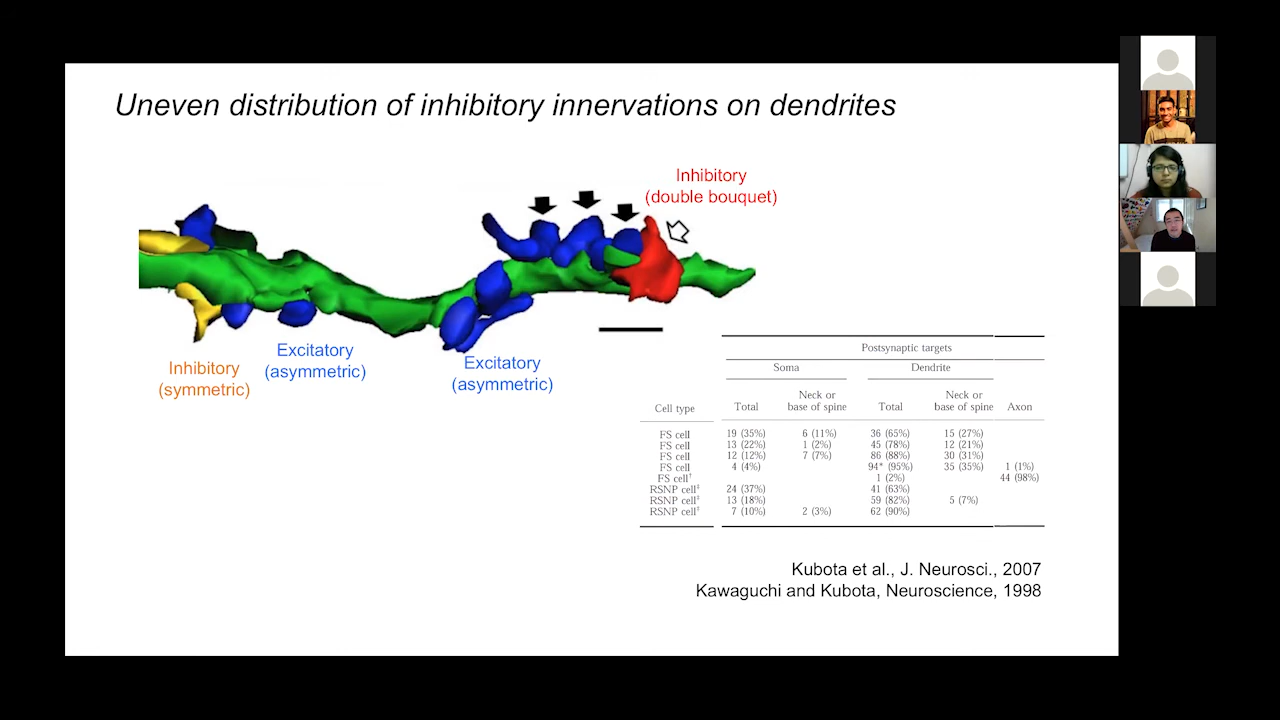 Uneven distribution of inhibitory innervations on dendrites
Inhibitory
(double bouquet)
Excitatory
(asymmetric)
Inhibitory
(symmetric)
Excitatory
(asymmetric)
Postsynaptic targets
Soma Dendrite
Neck or Neck or
Cell type Total base of spine Total base of spine Axon
FS cell 19 (35%) 6 (11%) 36 (65%) 15 (27%)
FS cell 13 (22%) 1 (2%) 45 (78%) 12 (21%)
FS cell 12 (12%) 7 (7%) 86 (88%) 30 (31%)
FS cell 4 (4%) 94* (95%) 35 (35%) 1 (1%)
FS cell† 1 (2%) 44 (98%)
RSNP cell‡ 24 (37%) 41 (63%)
RSNP cell‡ 13 (18%) 59 (82%) 5 (7%)
RSNP cell‡ 7 (10%) 2 (3%) 62 (90%)
Kubota et al., J. Neurosci., 2007
Kawaguchi and Kubota, Neuroscience, 1998